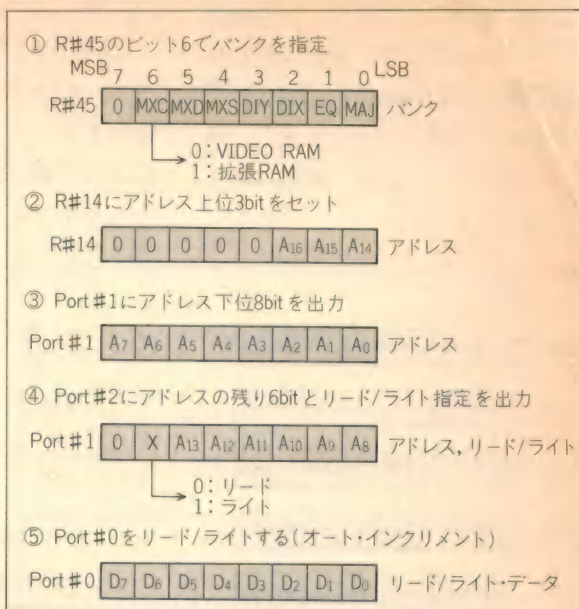 ① R#45のビット6でバンクを指定
MSB 7 6 5 4 3 2 1 0 LSB
R#45 0 MXC MXD MXS DIY DIX EQ MAJ バンク
0：VIDEO RAM
1：拡張RAM
② R#14にアドレス上位3bitをセット
R#14 0 0 0 0 0 A16 A15 A14 アドレス
③ Port#1にアドレス下位8bitを出力
Port#1 A7 A6 A5 A4 A3 A2 A1 A0 アドレス
④ Port#2にアドレスの残り6bitとリード/ライト指定を出力
Port#1 0 X A13 A12 A11 A10 A9 A8 アドレス，リード/ライト
0：リード
1：ライト
⑤ Port#0をリード/ライトする(オート・インクリメント)
Port#0 D7 D6 D5 D4 D3 D2 D1 D0 リード/ライト・データ